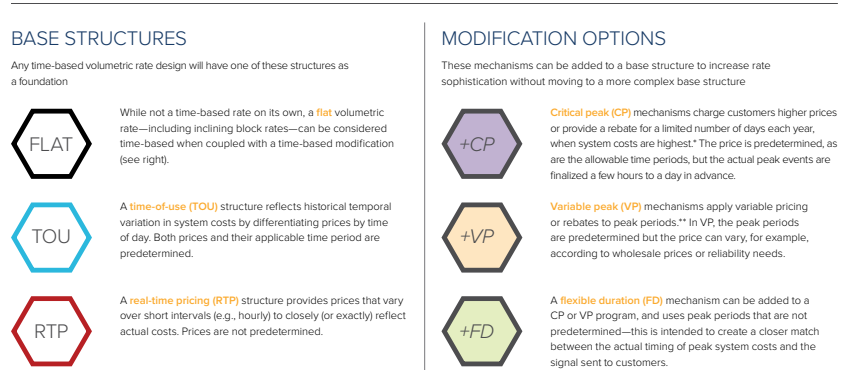 BASE STRUCTURES
Any time-based volumetric rate design will have one of these structures as
a foundation
FLAT
While not a time-based rate on its own, a flat volumetric
rate—including inclining block rates—can be considered
time-based when coupled with a time-based modification
(see right).
TOU
A time-of-use (TOU) structure reflects historical temporal
variation in system costs by differentiating prices by time
of day. Both prices and their applicable time period are
predetermined.
RTP
A real-time pricing (RTP) structure provides prices that vary
over short intervals (e.g., hourly) to closely (or exactly) reflect
actual costs. Prices are not predetermined.
MODIFICATION OPTIONS
These mechanisms can be added to a base structure to increase rate
sophistication without moving to a more complex base structure
+CP
Critical peak (CP) mechanisms charge customers higher prices
or provide a rebate for a limited number of days each year,
when system costs are highest.* The price is predetermined, as
are the allowable time periods, but the actual peak events are
finalized a few hours to a day in advance.
+VP
Variable peak (VP) mechanisms apply variable pricing
or rebates to peak periods.** In VP, the peak periods
are predetermined but the price can vary, for example,
according to wholesale prices or reliability needs.
+FD
A flexible duration (FD) mechanism can be added to a
CP or VP program, and uses peak periods that are not
predetermined—this is intended to create a closer match
between the actual timing of peak system costs and the
signal sent to customers.